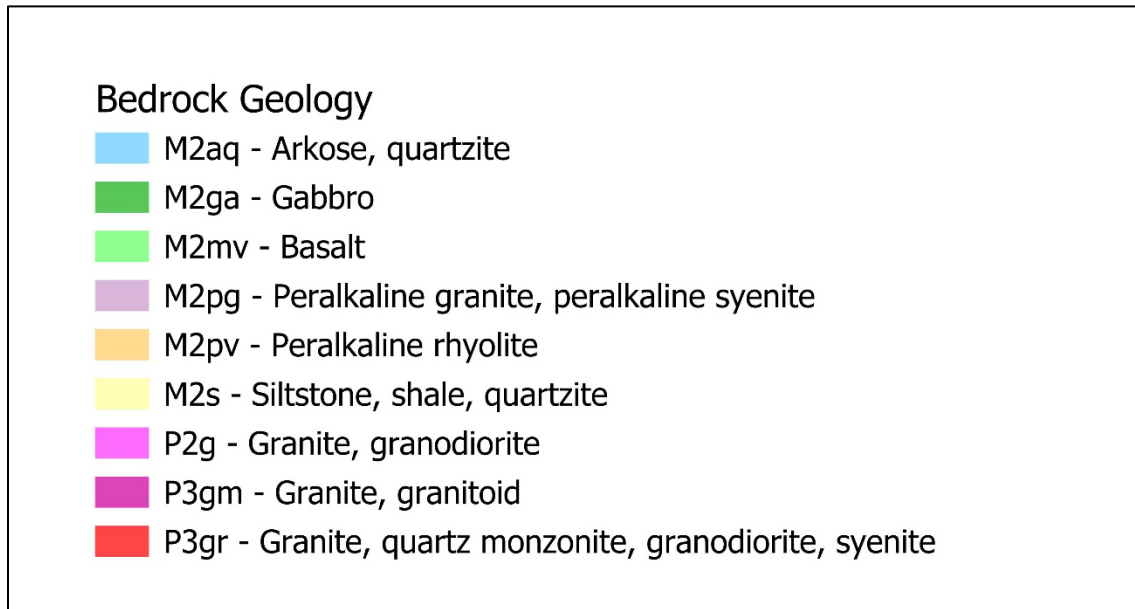 Bedrock Geology
M2aq - Arkose, quartzite
M2ga - Gabbro
M2mv - Basalt
M2pg - Peralkaline granite, peralkaline syenite
M2pv - Peralkaline rhyolite
M2s - Siltstone, shale, quartzite
P2g - Granite, granodiorite
P3gm - Granite, granitoid
P3gr - Granite, quartz monzonite, granodiorite, syenite